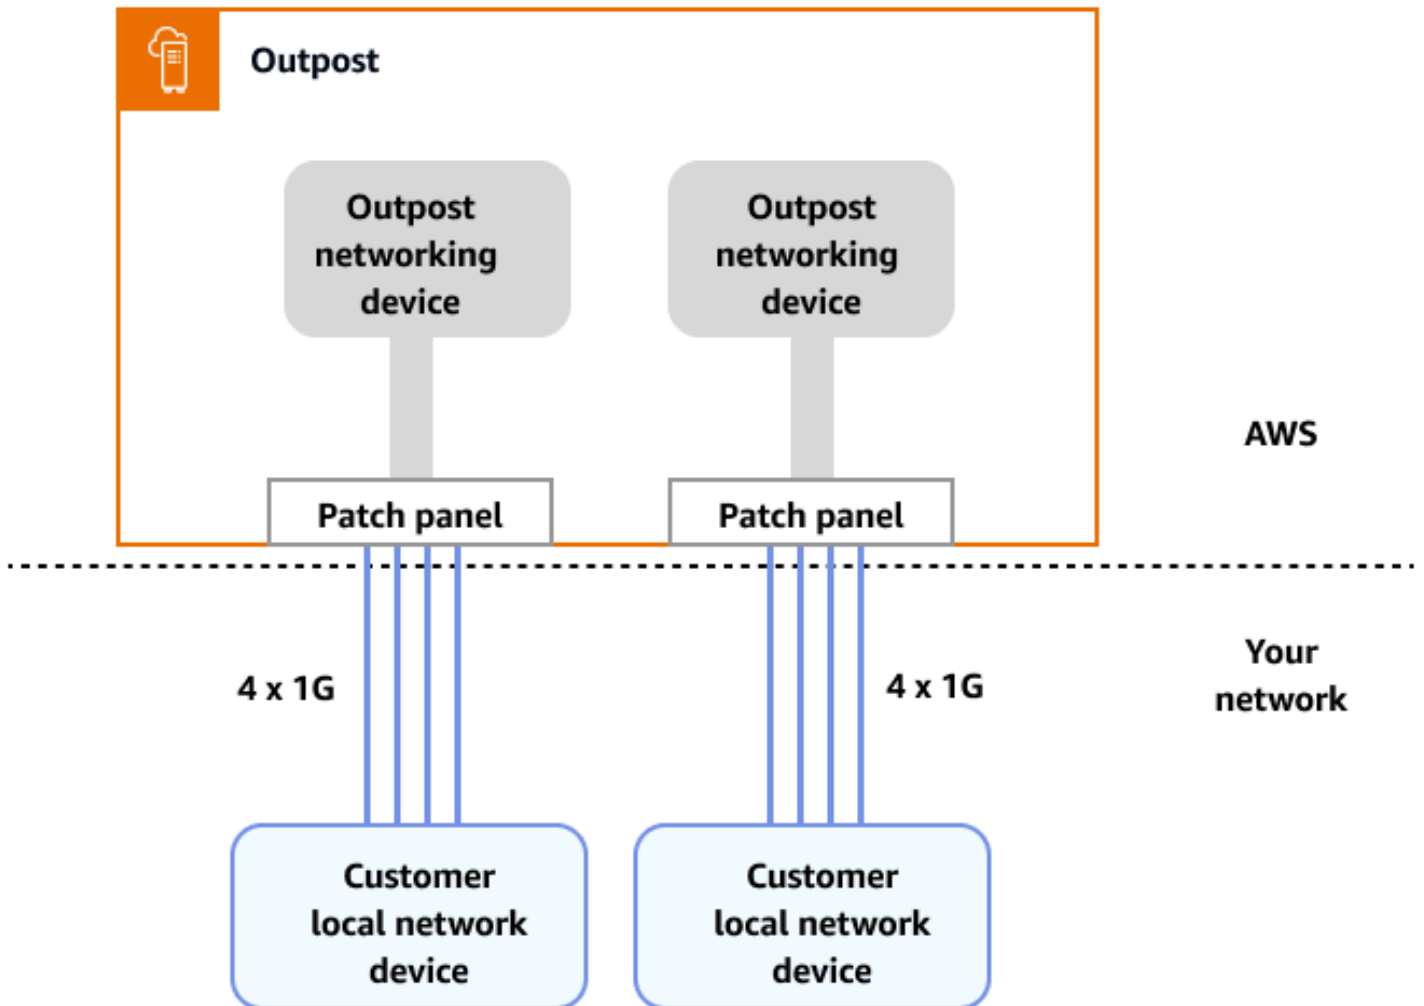 Outpost
Outpost
networking
device
Outpost
networking
device
AWS
Patch panel
Patch panel
4 x 1G
4 x 1G
Your
network
Customer
local network
device
Customer
local network
device